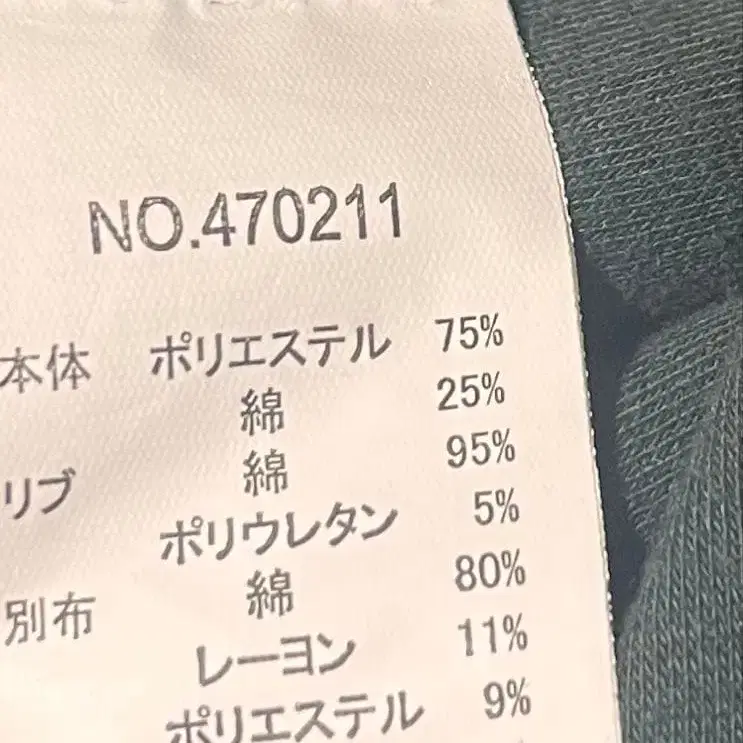 NO.470211
本体 ポリエステル 75%
綿 25%
リブ 綿 95%
ポリウレタン 5%
別布 綿 80%
レーヨン 11%
ポリエステル 9%